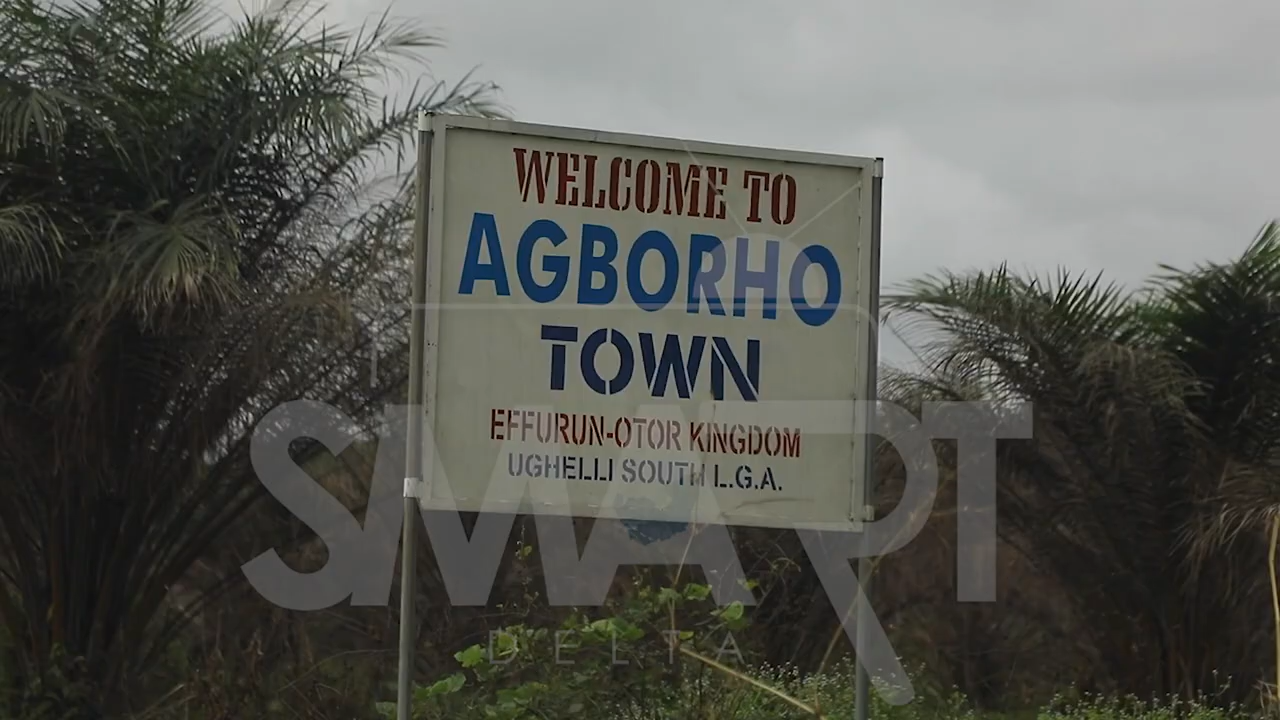 WELCOME TO
AGBORHO
TOWN
EFFURUN-OTOR KINGDOM
UGHELLI SOUTH L.G.A.
SMART
DELTA